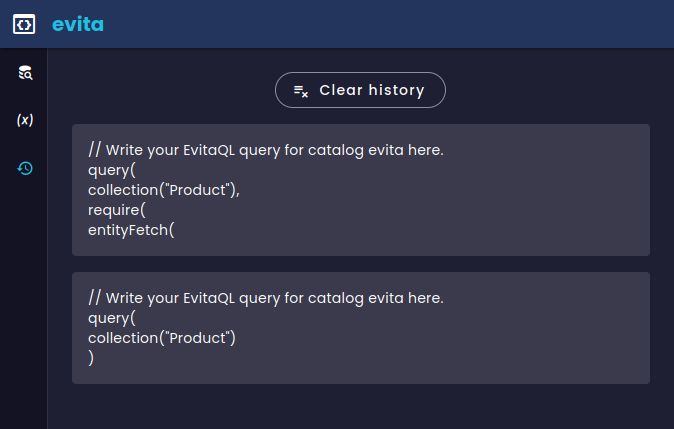 evita
Clear history
(x)
// Write your EvitaQL query for catalog evita here.
query(
collection("Product"),
require(
entityFetch(
// Write your EvitaQL query for catalog evita here.
query(
collection("Product")
)